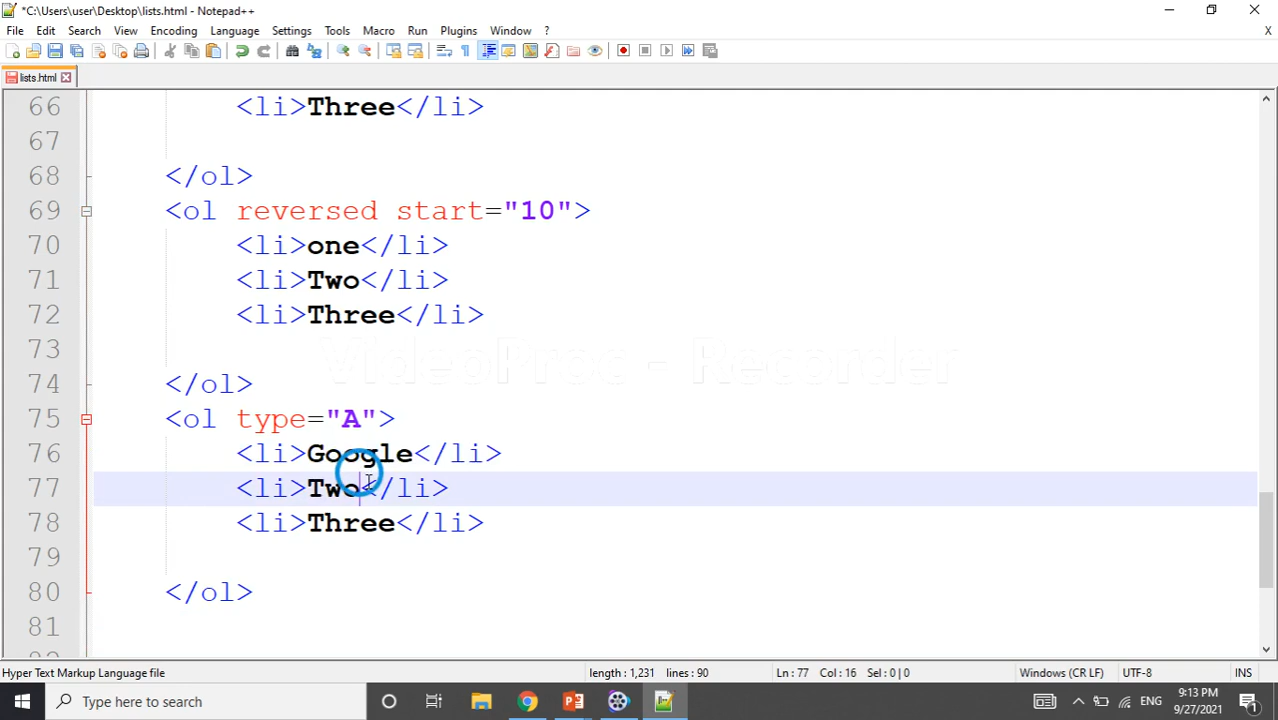 *C:\Users\user\Desktop\lists.html - Notepad++
File Edit Search View Encoding Language Settings Tools Macro Run Plugins Window ? X
lists.html
66 <li>Three</li>
67
68 </ol>
69 <ol reversed start="10">
70 <li>one</li>
71 <li>Two</li>
72 <li>Three</li>
73
VideoProc - Recorder
74 </ol>
75 <ol type="A">
76 <li>Google</li>
77 <li>Two</li>
78 <li>Three</li>
79
80 </ol>
81
Hyper Text Markup Language file length : 1,231 lines : 90 Ln : 77 Col : 16 Sel : 0 | 0 Windows (CR LF) UTF-8 INS
Type here to search ENG 9:13 PM
9/27/2021 1